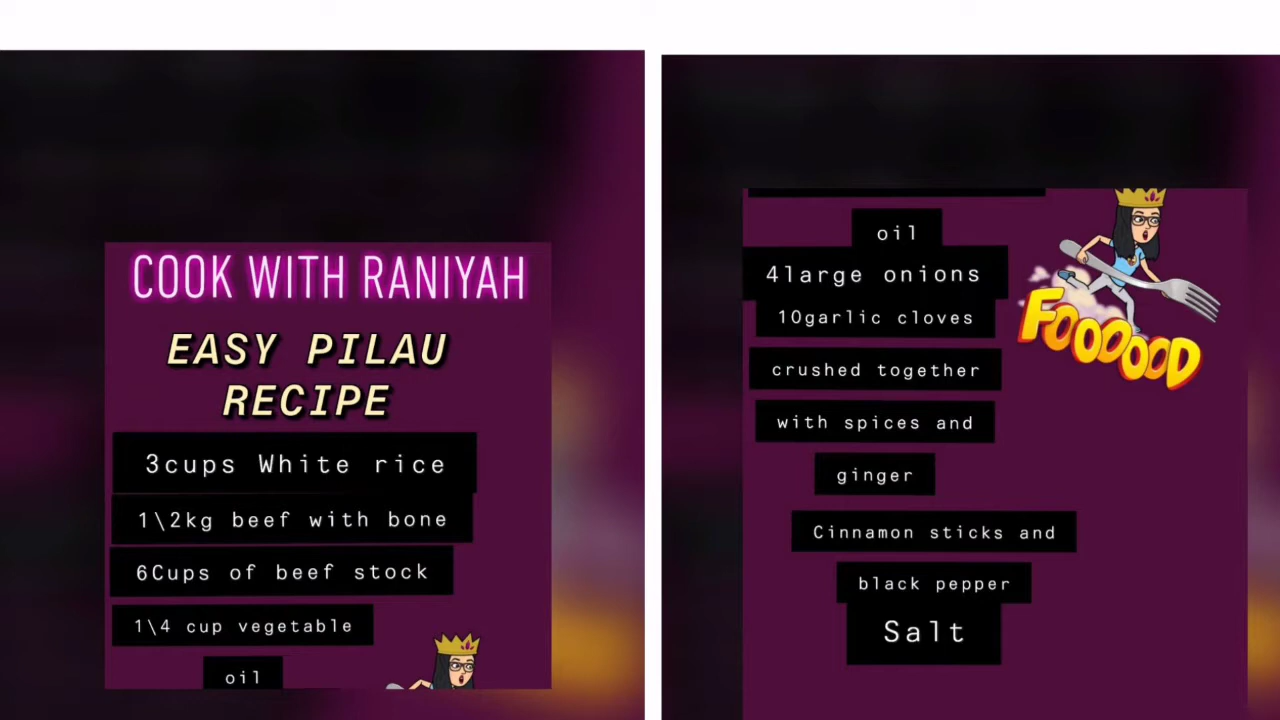 COOK WITH RANIYAH
EASY PILAU
RECIPE
3cups White rice
1\2kg beef with bone
6Cups of beef stock
1\4 cup vegetable
oil
oil
4large onions
10garlic cloves
crushed together
with spices and
ginger
Cinnamon sticks and
black pepper
Salt
FOOOOOD